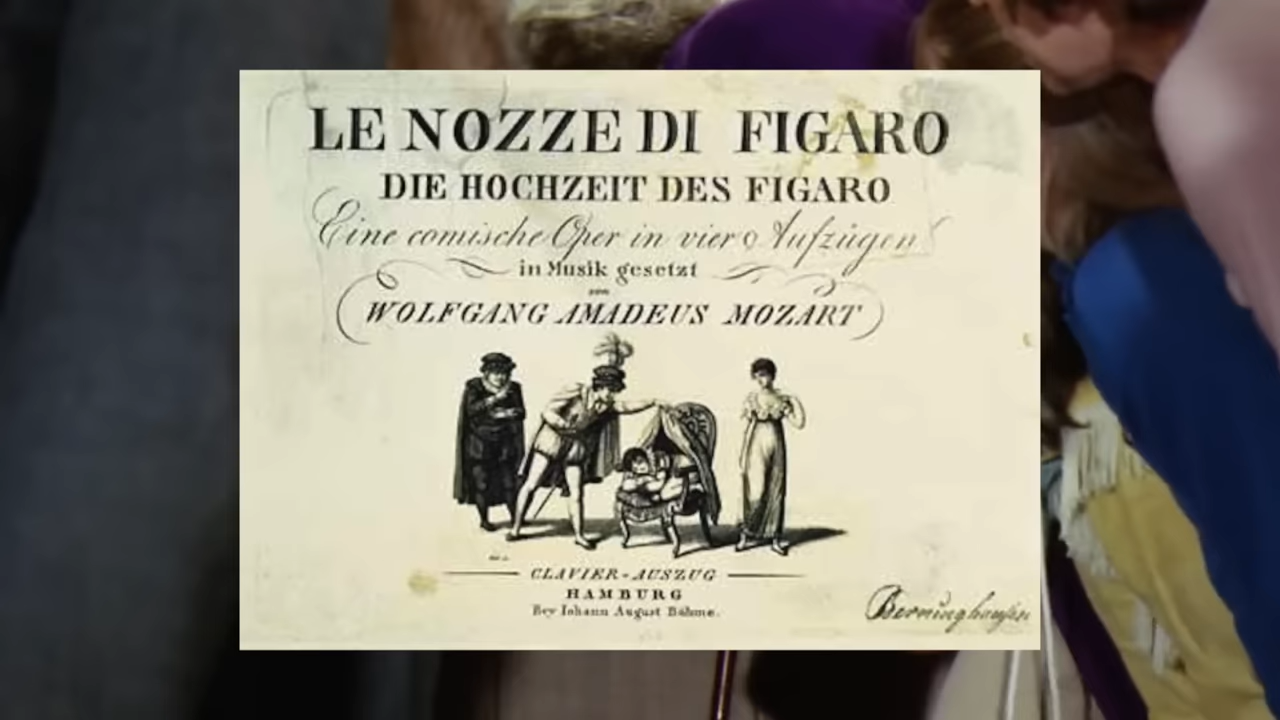 LE NOZZE DI FIGARO
DIE HOCHZEIT DES FIGARO
Eine comische Oper in vier Aufzügen
in Musik gesetzt
von
WOLFGANG AMADEUS MOZART
CLAVIER-AUSZUG
HAMBURG
Bey Iohann August Böhme.
Berninghausen